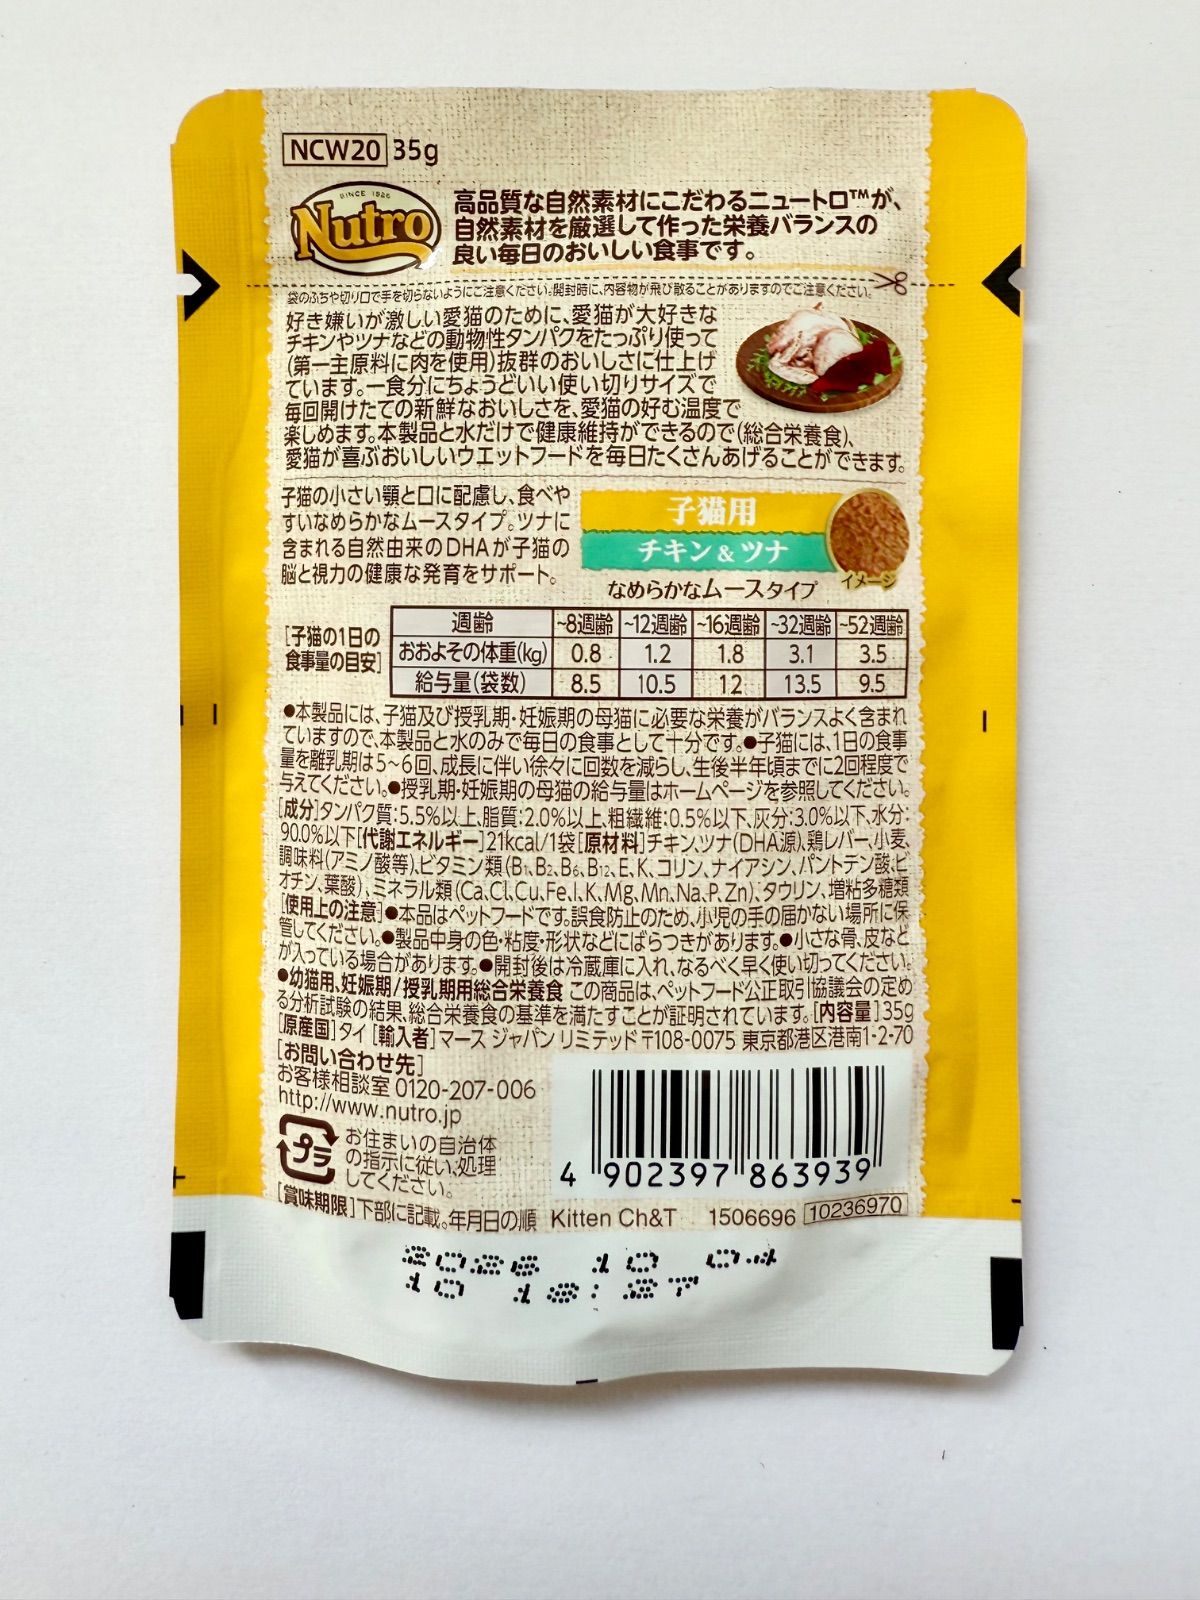 NCW20 35g
SINCE 1926
Nutro
高品質な自然素材にこだわるニュートロ™が、
自然素材を厳選して作った栄養バランスの
良い毎日のおいしい食事です。
袋のふちや切り口で手を切らないようにご注意ください。開封時に、内容物が飛び散ることがありますのでご注意ください。
好き嫌いが激しい愛猫のために、愛猫が大好きな
チキンやツナなどの動物性タンパクをたっぷり使って
(第一主原料に肉を使用)抜群のおいしさに仕上げ
ています。一食分にちょうどいい使い切りサイズで
毎回開けたての新鮮なおいしさを、愛猫の好む温度で
楽しめます。本製品と水だけで健康維持ができるので(総合栄養食)、
愛猫が喜ぶおいしいウエットフードを毎日たくさんあげることができます。
子猫の小さい顎と口に配慮し、食べや
すいなめらかなムースタイプ。ツナに
含まれる自然由来のDHAが子猫の
脳と視力の健康な発育をサポート。
子猫用
チキン&ツナ
イメージ
なめらかなムースタイプ
[子猫の1日の
食事量の目安]
週齢 ~8週齢 ~12週齢 ~16週齢 ~32週齢 ~52週齢
おおよその体重(kg) 0.8 1.2 1.8 3.1 3.5
給与量(袋数) 8.5 10.5 12 13.5 9.5
●本製品には、子猫及び授乳期・妊娠期の母猫に必要な栄養がバランスよく含まれ
ていますので、本製品と水のみで毎日の食事として十分です。●子猫には、1日の食事
量を離乳期は5~6回、成長に伴い徐々に回数を減らし、生後半年頃までに2回程度で
与えてください。●授乳期・妊娠期の母猫の給与量はホームページを参照してください。
[成分]タンパク質:5.5%以上、脂質:2.0%以上、粗繊維:0.5%以下、灰分:3.0%以下、水分:
90.0%以下[代謝エネルギー]21kcal/1袋[原材料]チキン、ツナ(DHA源)、鶏レバー、小麦、
調味料(アミノ酸等)、ビタミン類(B1、B2、B6、B12、E、K、コリン、ナイアシン、パントテン酸、ビ
オチン、葉酸)、ミネラル類(Ca、Cl、Cu、Fe、I、K、Mg、Mn、Na、P、Zn)、タウリン、増粘多糖類
[使用上の注意]●本品はペットフードです。誤食防止のため、小児の手の届かない場所に保
管してください。●製品中身の色・粘度・形状などにばらつきがあります。●小さな骨、皮など
が入っている場合があります。●開封後は冷蔵庫に入れ、なるべく早く使い切ってください。
●幼猫用、妊娠期/授乳期用総合栄養食 この商品は、ペットフード公正取引協議会の定め
る分析試験の結果、総合栄養食の基準を満たすことが証明されています。[内容量]35g
[原産国]タイ [輸入者]マース ジャパン リミテッド 〒108-0075 東京都港区港南1-2-70
[お問い合わせ先]
お客様相談室 0120-207-006
http://www.nutro.jp
プラ
お住まいの自治体
の指示に従い、処理
してください。
4 902397 863939
[賞味期限]下部に記載。年月日の順 Kitten Ch&T 1506696 10236970
2026 10 04
10 16:27